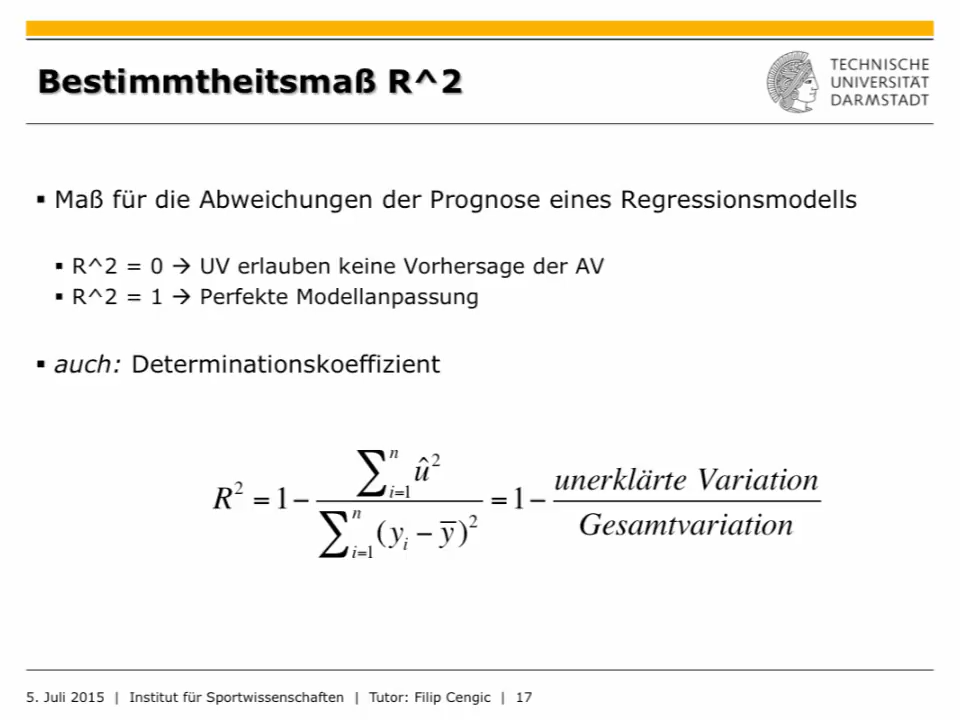 Bestimmtheitsmaß R^2
TECHNISCHE
UNIVERSITÄT
DARMSTADT
▪ Maß für die Abweichungen der Prognose eines Regressionsmodells
▪ R^2 = 0 → UV erlauben keine Vorhersage der AV
▪ R^2 = 1 → Perfekte Modellanpassung
▪ auch: Determinationskoeffizient
R² = 1 − ∑ⁿᵢ₌₁ û² / ∑ⁿᵢ₌₁ (yᵢ − ȳ)² = 1 − unerklärte Variation / Gesamtvariation
5. Juli 2015 | Institut für Sportwissenschaften | Tutor: Filip Cengic | 17